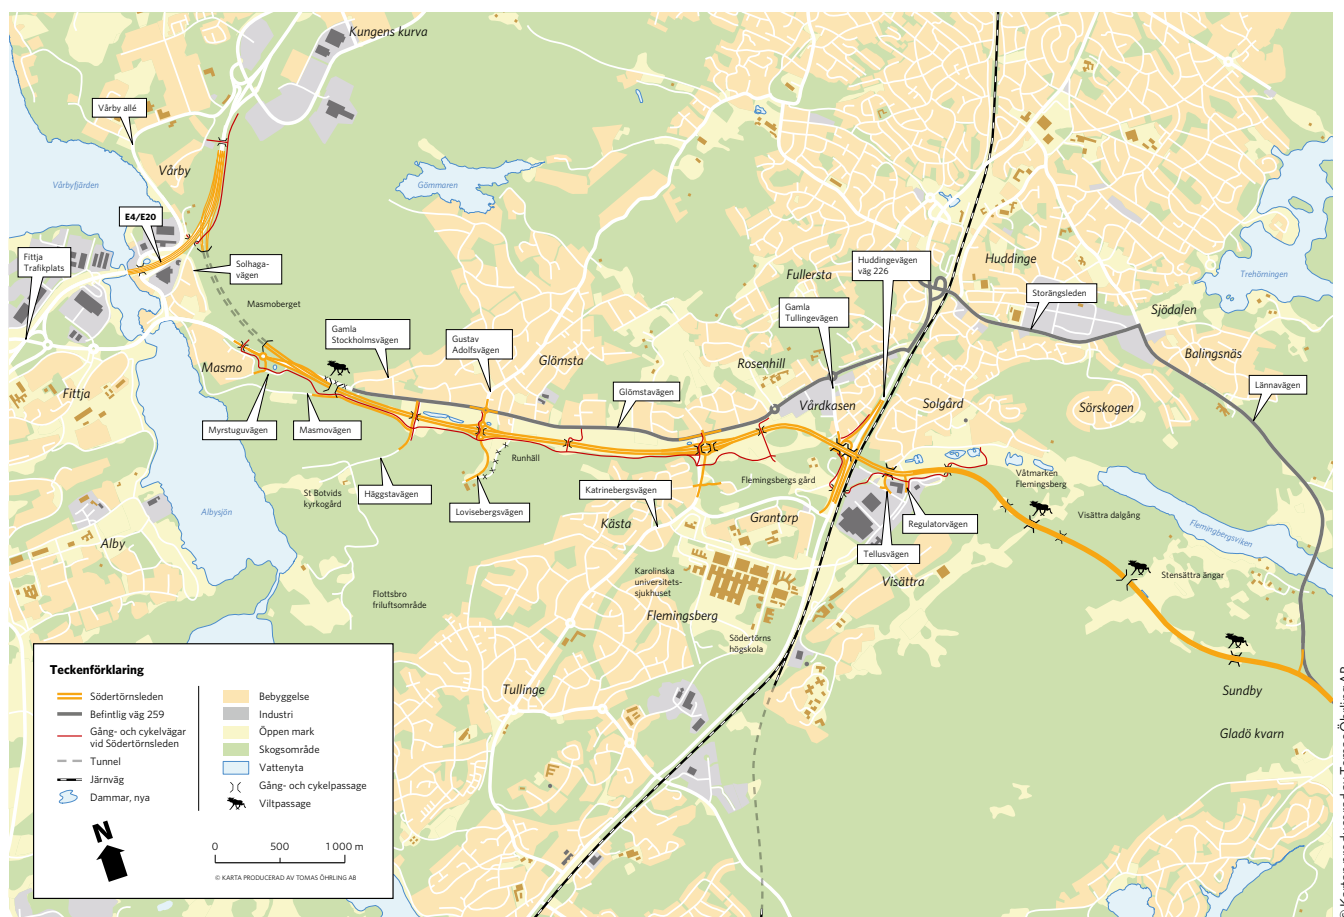 Kungens kurva
Vårby allé
Vårby
Vårbyfjärden
Gömmaren
E4/E20
Fittja
Trafikplats
Solhaga-
vägen
Masmoberget
Huddingevägen
väg 226
Fullersta
Huddinge
Trehörningen
Storängsleden
Sjödalen
Gamla
Tullingevägen
Gamla
Stockholmsvägen
Gustav
Adolfsvägen
Glömsta
Rosenhill
Balingsnäs
Masmo
Fittja
Glömstavägen
Vårdkasen
Solgård
Sörskogen
Lännavägen
Myrstuguvägen
Masmovägen
Runhäll
Häggstavägen
St Botvids
kyrkogård
Lovisebergsvägen
Katrinebergsvägen
Flemingsbergs gård
Våtmarken
Flemingsberg
Visättra dalgång
Kästa
Grantorp
Regulatorvägen
Tellusvägen
Flemingbergsviken
Albysjön
Alby
Visättra
Stensättra ängar
Karolinska
universitets-
sjukhuset
Flemingsberg
Flottsbro
friluftsområde
Södertörns
högskola
Tullinge
Sundby
Gladö kvarn
Teckenförklaring
Södertörnsleden
Befintlig väg 259
Gång- och cykelvägar
vid Södertörnsleden
Tunnel
Järnväg
Dammar, nya
Bebyggelse
Industri
Öppen mark
Skogsområde
Vattenyta
Gång- och cykelpassage
Viltpassage
N
0 500 1 000 m
© KARTA PRODUCERAD AV TOMAS ÖHRLING AB